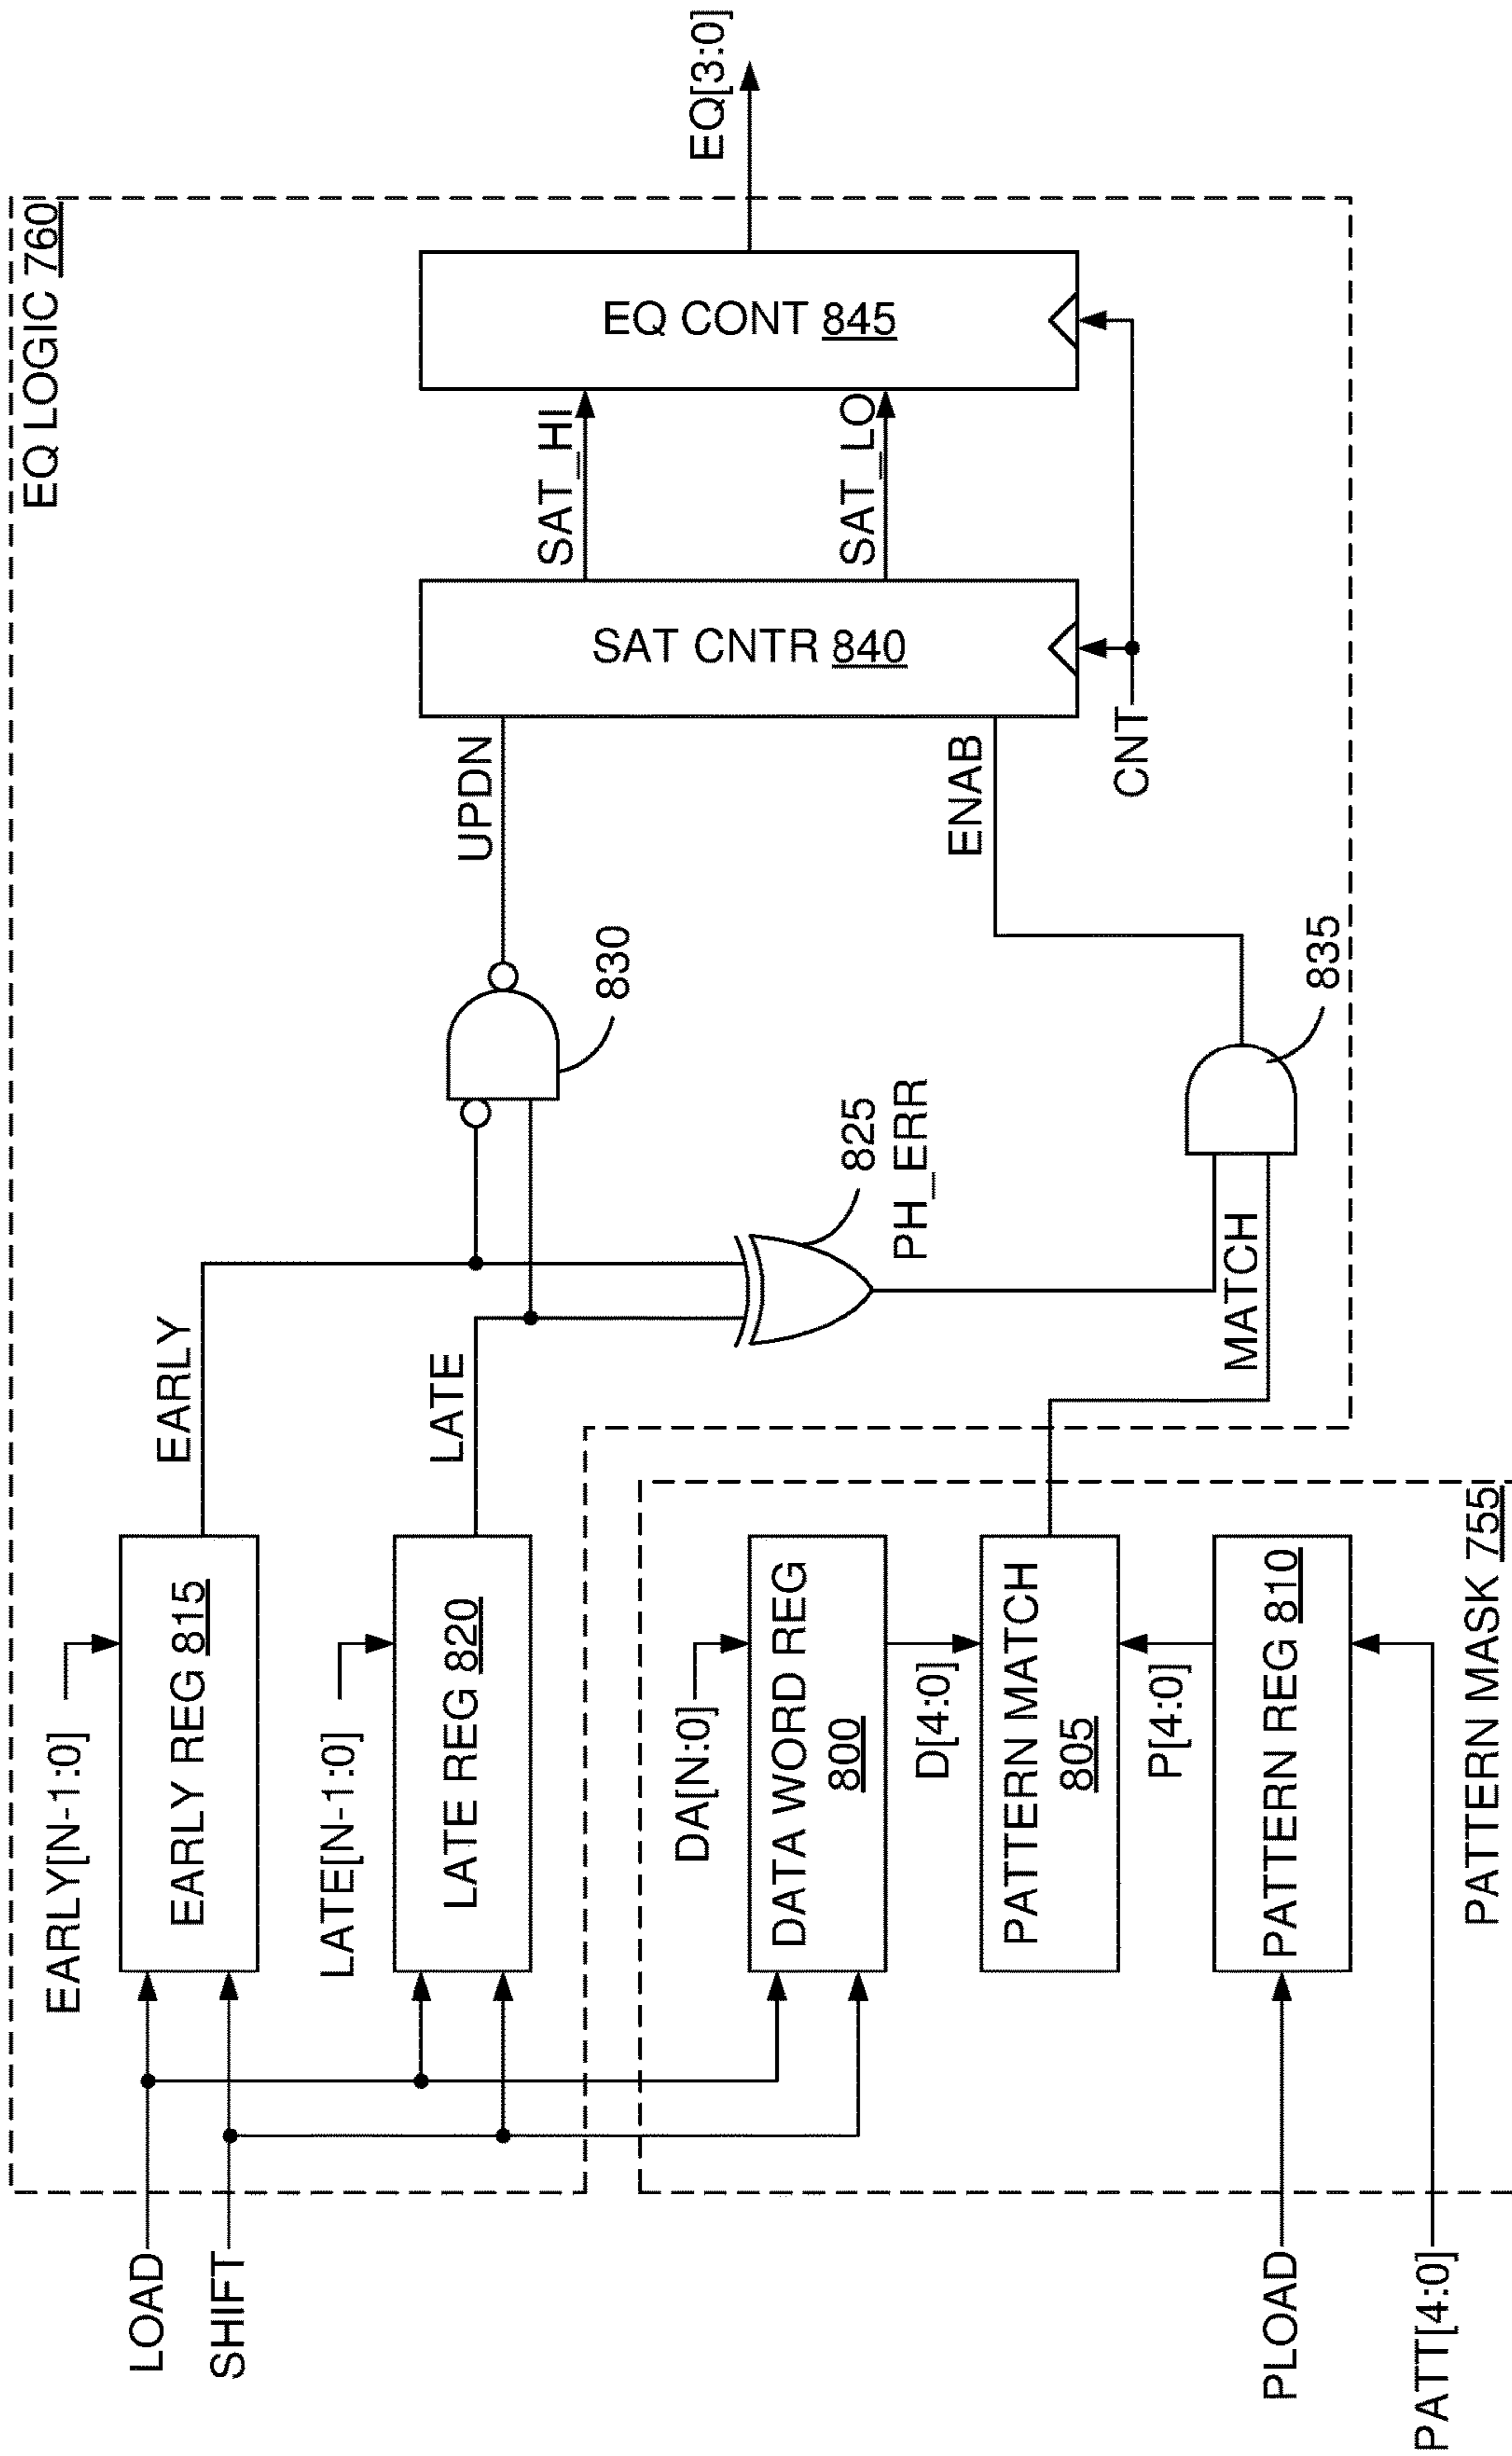 EQ LOGIC 760
EARLY[N-1:0]
EARLY REG 815
EARLY
LATE[N-1:0]
LATE REG 820
LATE
LOAD
SHIFT
830
UPDN
SAT CNTR 840
SAT_HI
SAT_LO
EQ CONT 845
EQ[3:0]
825
PH_ERR
ENAB
CNT
835
MATCH
DA[N:0]
DATA WORD REG
800
D[4:0]
PATTERN MATCH
805
P[4:0]
PATTERN REG 810
PLOAD
PATT[4:0]
PATTERN MASK 755